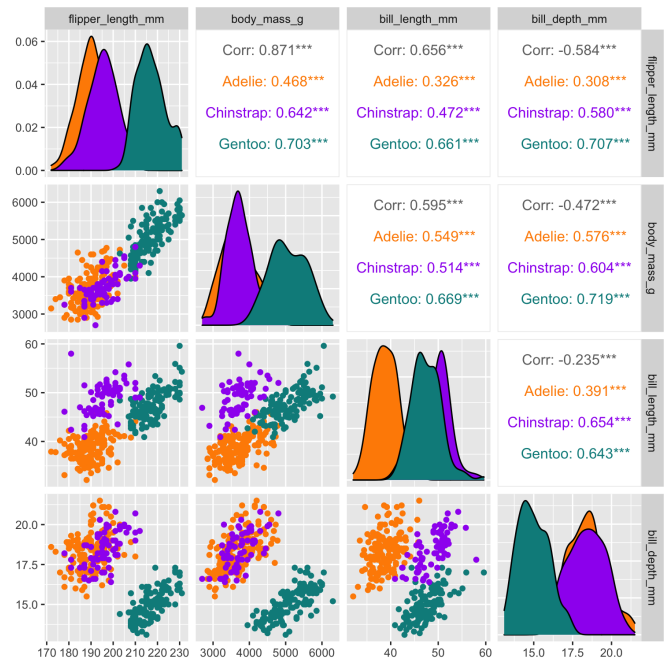 flipper_length_mm body_mass_g bill_length_mm bill_depth_mm
0.06
0.04
0.02
0.00
Corr: 0.871*** Corr: 0.656*** Corr: -0.584***
Adelie: 0.468*** Adelie: 0.326*** Adelie: 0.308***
Chinstrap: 0.642*** Chinstrap: 0.472*** Chinstrap: 0.580***
Gentoo: 0.703*** Gentoo: 0.661*** Gentoo: 0.707***
flipper_length_mm
6000
5000
4000
3000
Corr: 0.595*** Corr: -0.472***
Adelie: 0.549*** Adelie: 0.576***
Chinstrap: 0.514*** Chinstrap: 0.604***
Gentoo: 0.669*** Gentoo: 0.719***
body_mass_g
60
50
40
Corr: -0.235***
Adelie: 0.391***
Chinstrap: 0.654***
Gentoo: 0.643***
bill_length_mm
20.0
17.5
15.0
bill_depth_mm
170 180 190 200 210 220 230 3000 4000 5000 6000 40 50 60 15.0 17.5 20.0